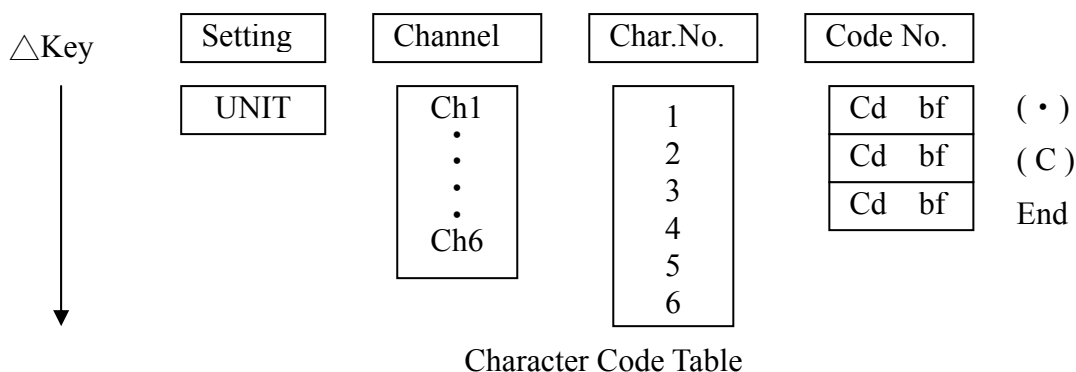 △Key Setting Channel Char.No. Code No.
UNIT Ch1 1 Cd bf (・)
・ 2 Cd bf ( C )
・ 3 Cd bf End
・ 4
・ 5
Ch6 6
Character Code Table